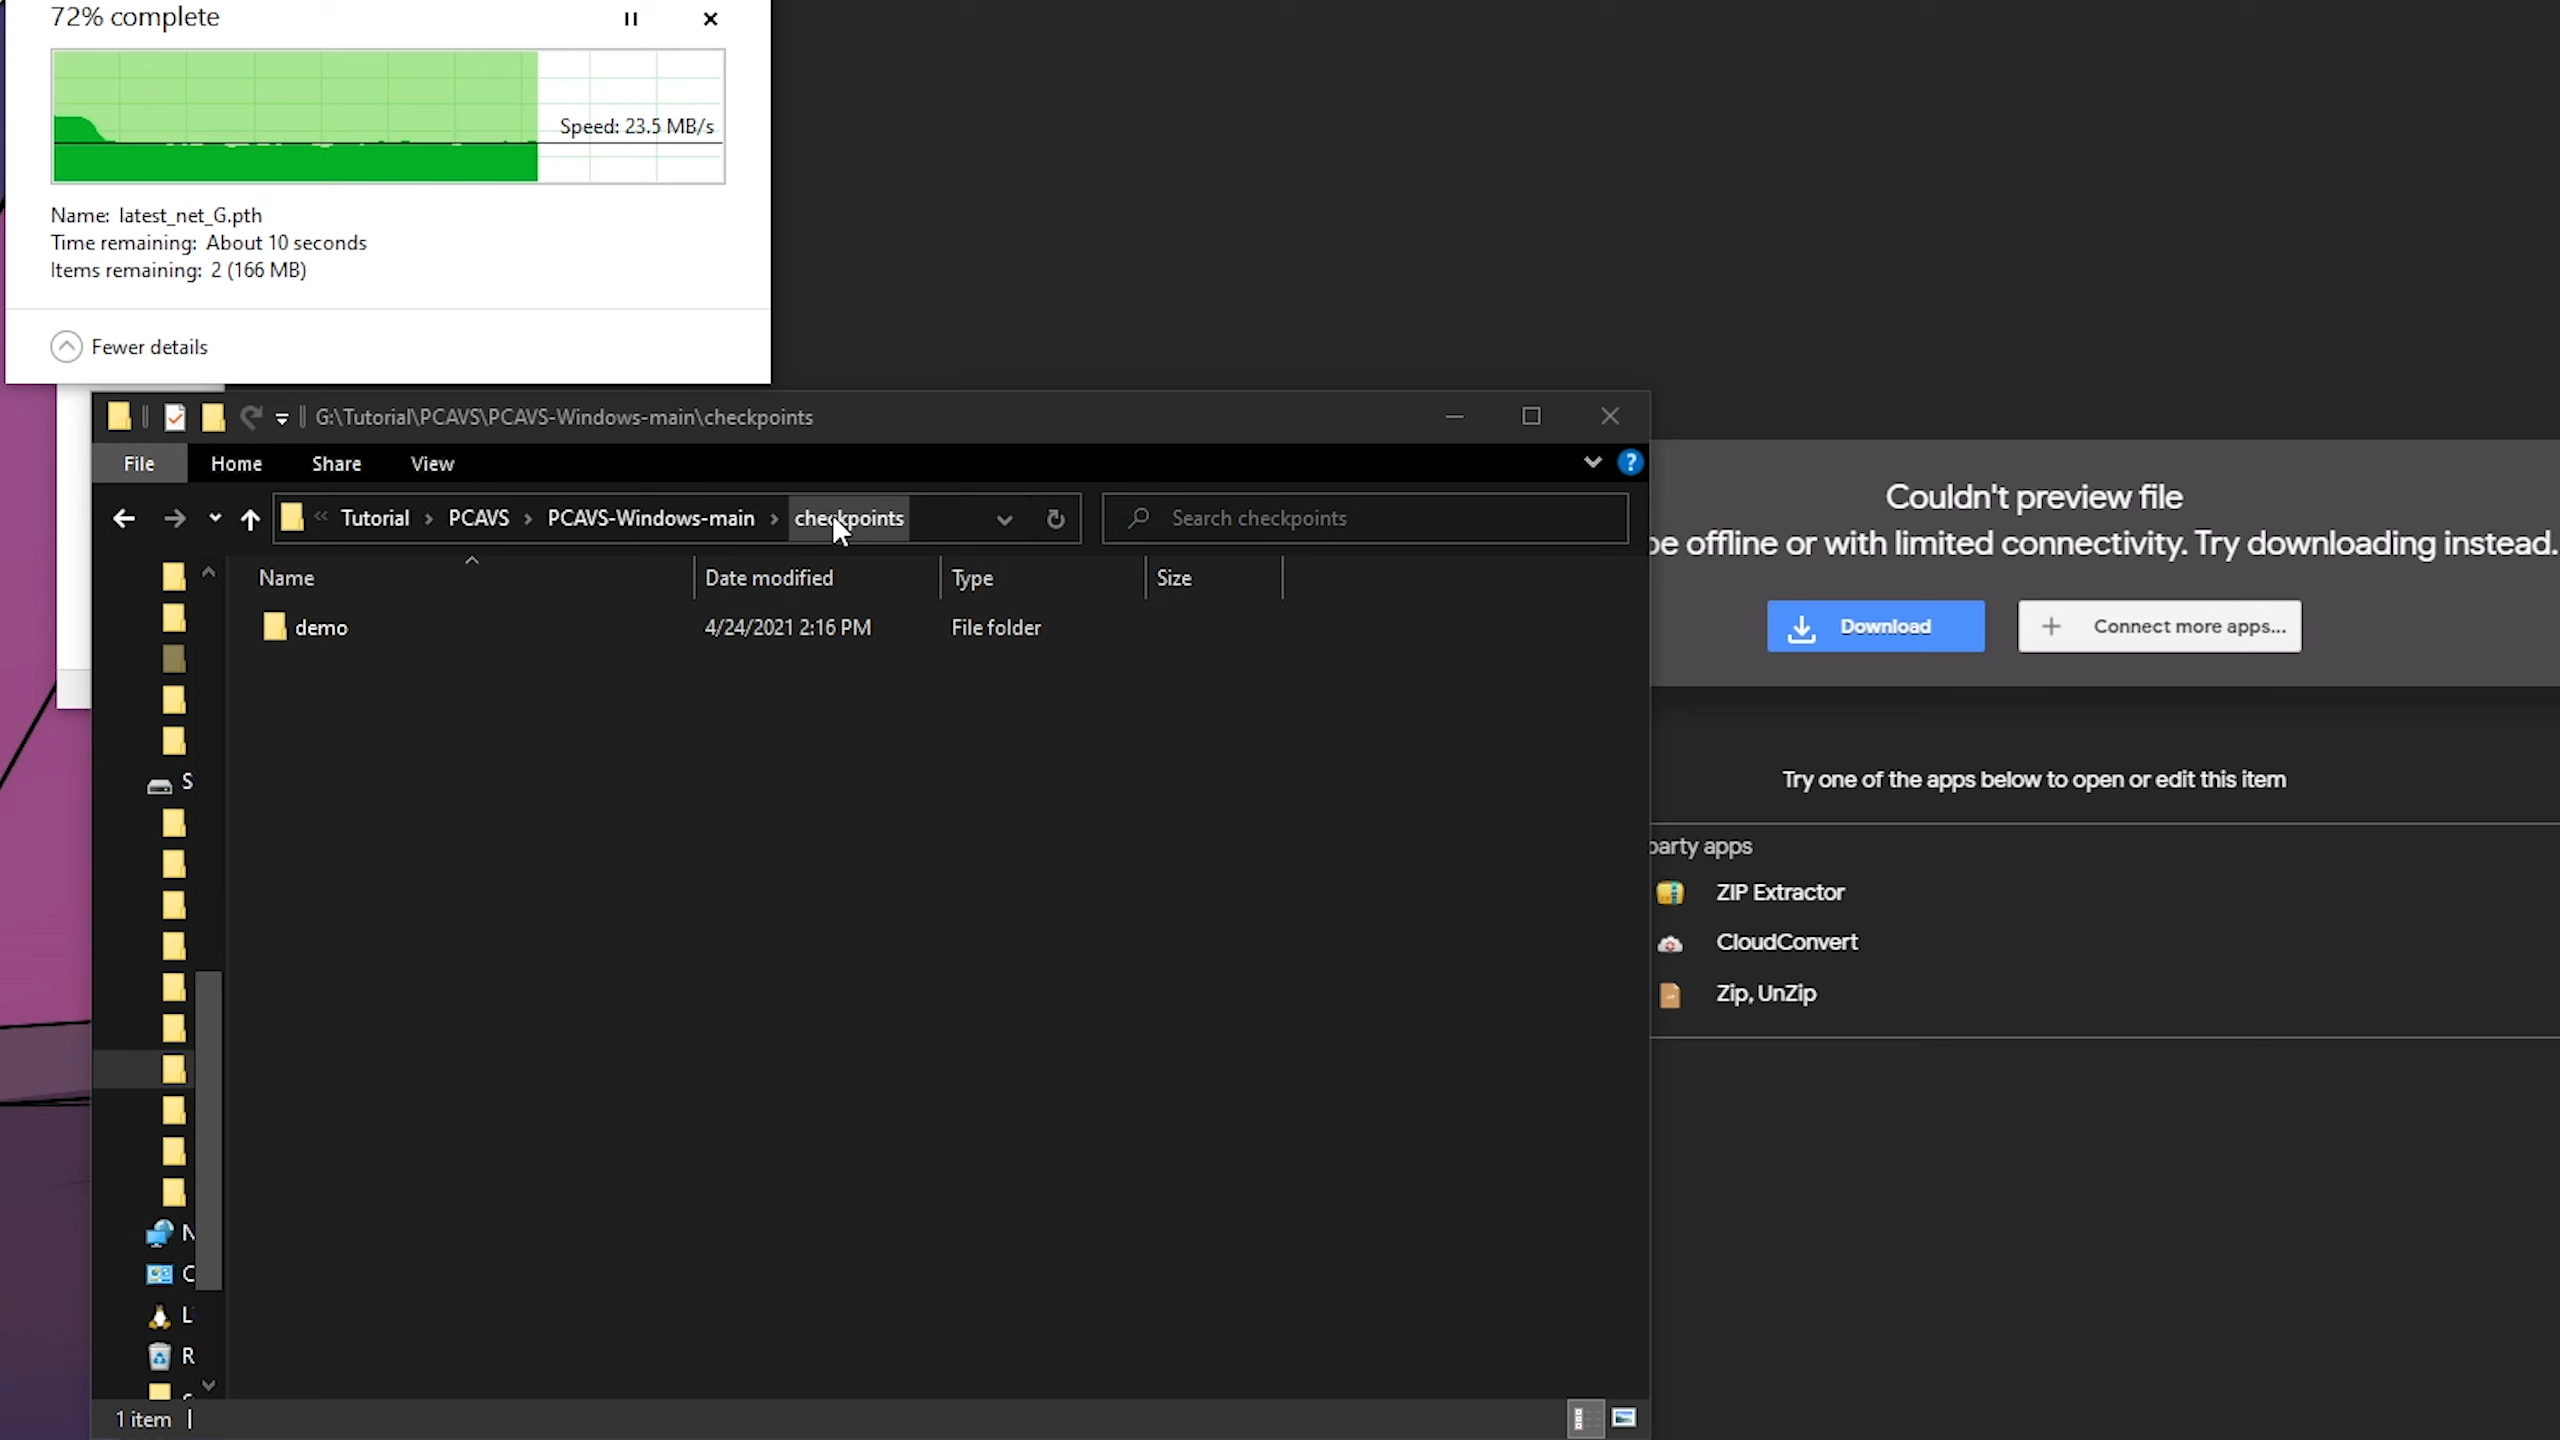 72% complete
Speed: 23.5 MB/s
Name: latest_net_G.pth
Time remaining: About 10 seconds
Items remaining: 2 (166 MB)
Fewer details
G:\Tutorial\PCAVS\PCAVS-Windows-main\checkpoints
File Home Share View
Tutorial > PCAVS > PCAVS-Windows-main > checkpoints
Search checkpoints
Name Date modified Type Size
demo 4/24/2021 2:16 PM File folder
S
N
C
L
R
1 item
Couldn't preview file
be offline or with limited connectivity. Try downloading instead.
Download
Connect more apps...
Try one of the apps below to open or edit this item
party apps
ZIP Extractor
CloudConvert
Zip, UnZip